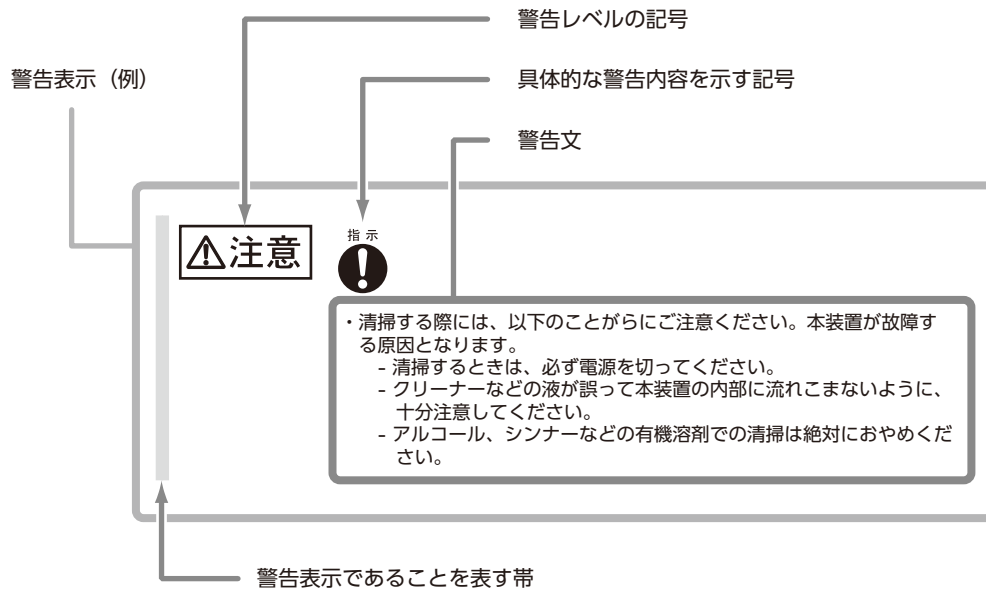 警告レベルの記号
警告表示（例）
具体的な警告内容を示す記号
警告文
注意
指示
・清掃する際には、以下のことがらにご注意ください。本装置が故障す
る原因となります。
- 清掃するときは、必ず電源を切ってください。
- クリーナーなどの液が誤って本装置の内部に流れこまないように、
十分注意してください。
- アルコール、シンナーなどの有機溶剤での清掃は絶対におやめくだ
さい。
警告表示であることを表す帯